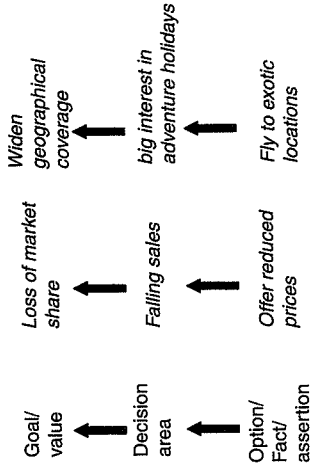 Goal/
value
Decision
area
Option/
Fact/
assertion
Loss of market
share
Falling sales
Offer reduced
prices
Widen
geographical
coverage
big interest in
adventure holidays
Fly to exotic
locations